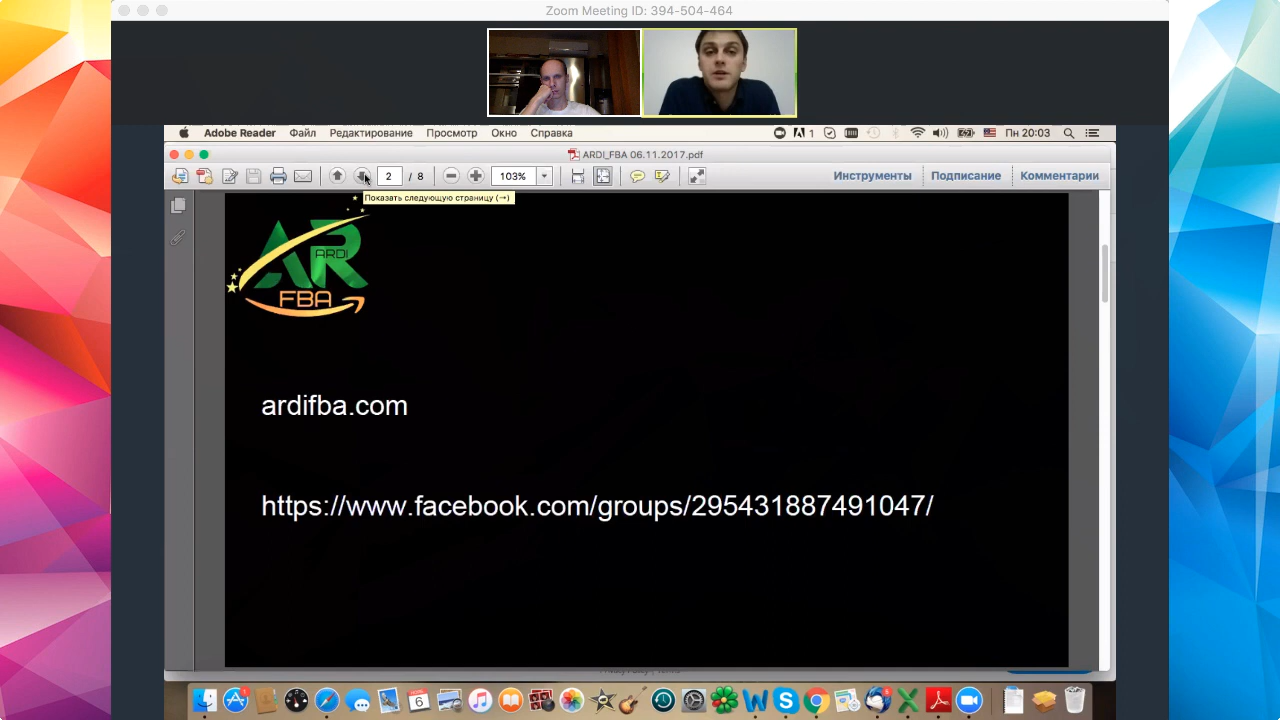 Zoom Meeting ID: 394-504-464
Adobe Reader Файл Редактирование Просмотр Окно Справка
1 Пн 20:03
ARDI_FBA 06.11.2017.pdf
2 / 8 103% Инструменты Подписание Комментарии
Показать следующую страницу (→)
AR
ARDI
FBA
ardifba.com
https://www.facebook.com/groups/295431887491047/
6